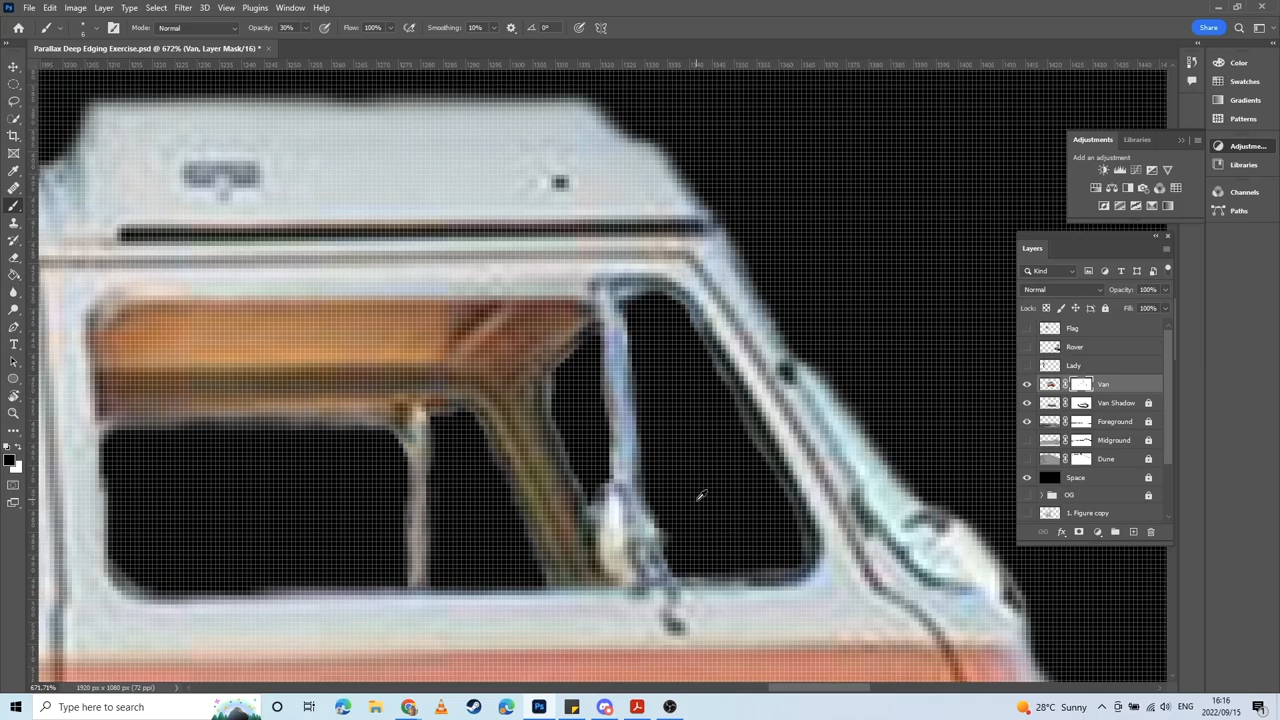 File Edit Image Layer Type Select Filter 3D View Plugins Window Help
6 Mode: Normal Opacity: 30% Flow: 100% Smoothing: 10% 0° Share
Parallax Deep Edging Exercise.psd @ 672% (Van, Layer Mask/16) *
Color
Swatches
Gradients
Patterns
Adjustme...
Libraries
Channels
Paths
Adjustments Libraries
Add an adjustment
Layers
Kind
Normal Opacity: 100%
Lock: Fill: 100%
Flag
Rover
Lady
Van
Van Shadow
Foreground
Midground
Dune
Space
OG
1. Figure copy
671,71% 1920 px x 1080 px (72 ppi)
Type here to search
28°C Sunny ENG 16:16
2022/09/15